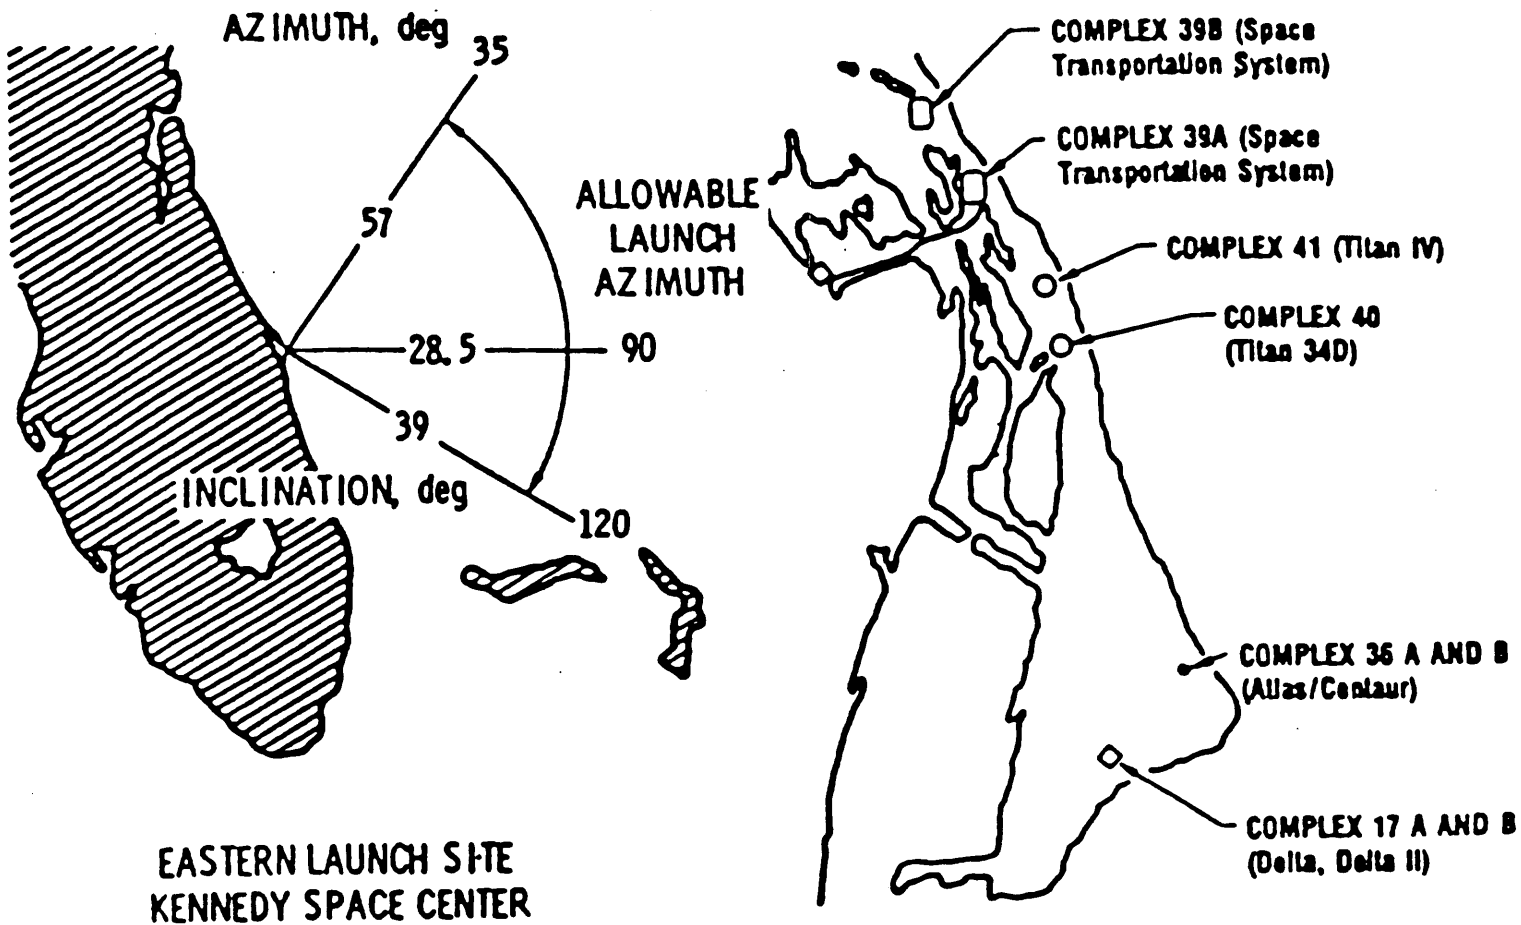 AZIMUTH, deg
35
57
ALLOWABLE
LAUNCH
AZIMUTH
28.5
90
39
INCLINATION, deg
120
EASTERN LAUNCH SITE
KENNEDY SPACE CENTER
COMPLEX 39B (Space
Transportation System)
COMPLEX 39A (Space
Transportation System)
COMPLEX 41 (Titan IV)
COMPLEX 40
(Titan 34D)
COMPLEX 36 A AND B
(Atlas/Centaur)
COMPLEX 17 A AND B
(Delta, Delta II)